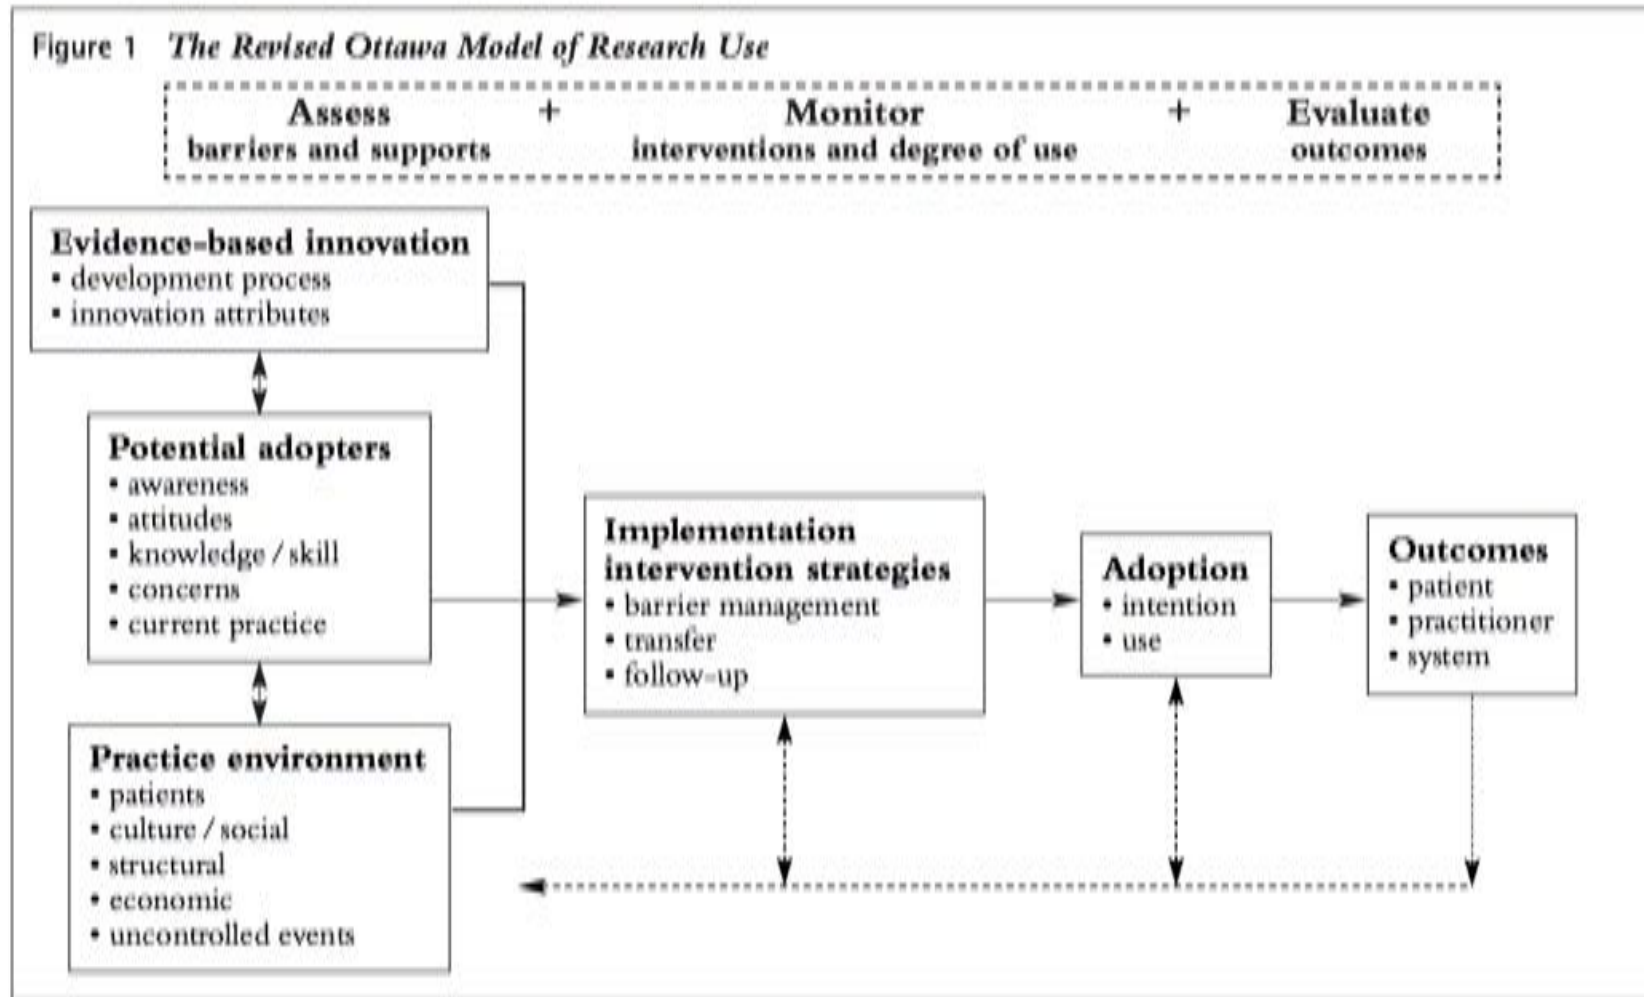 Figure 1 The Revised Ottawa Model of Research Use
Assess + Monitor + Evaluate
barriers and supports interventions and degree of use outcomes
Evidence-based innovation
▪ development process
▪ innovation attributes
Potential adopters
▪ awareness
▪ attitudes
▪ knowledge / skill
▪ concerns
▪ current practice
Practice environment
▪ patients
▪ culture / social
▪ structural
▪ economic
▪ uncontrolled events
Implementation
intervention strategies
▪ barrier management
▪ transfer
▪ follow-up
Adoption
▪ intention
▪ use
Outcomes
▪ patient
▪ practitioner
▪ system